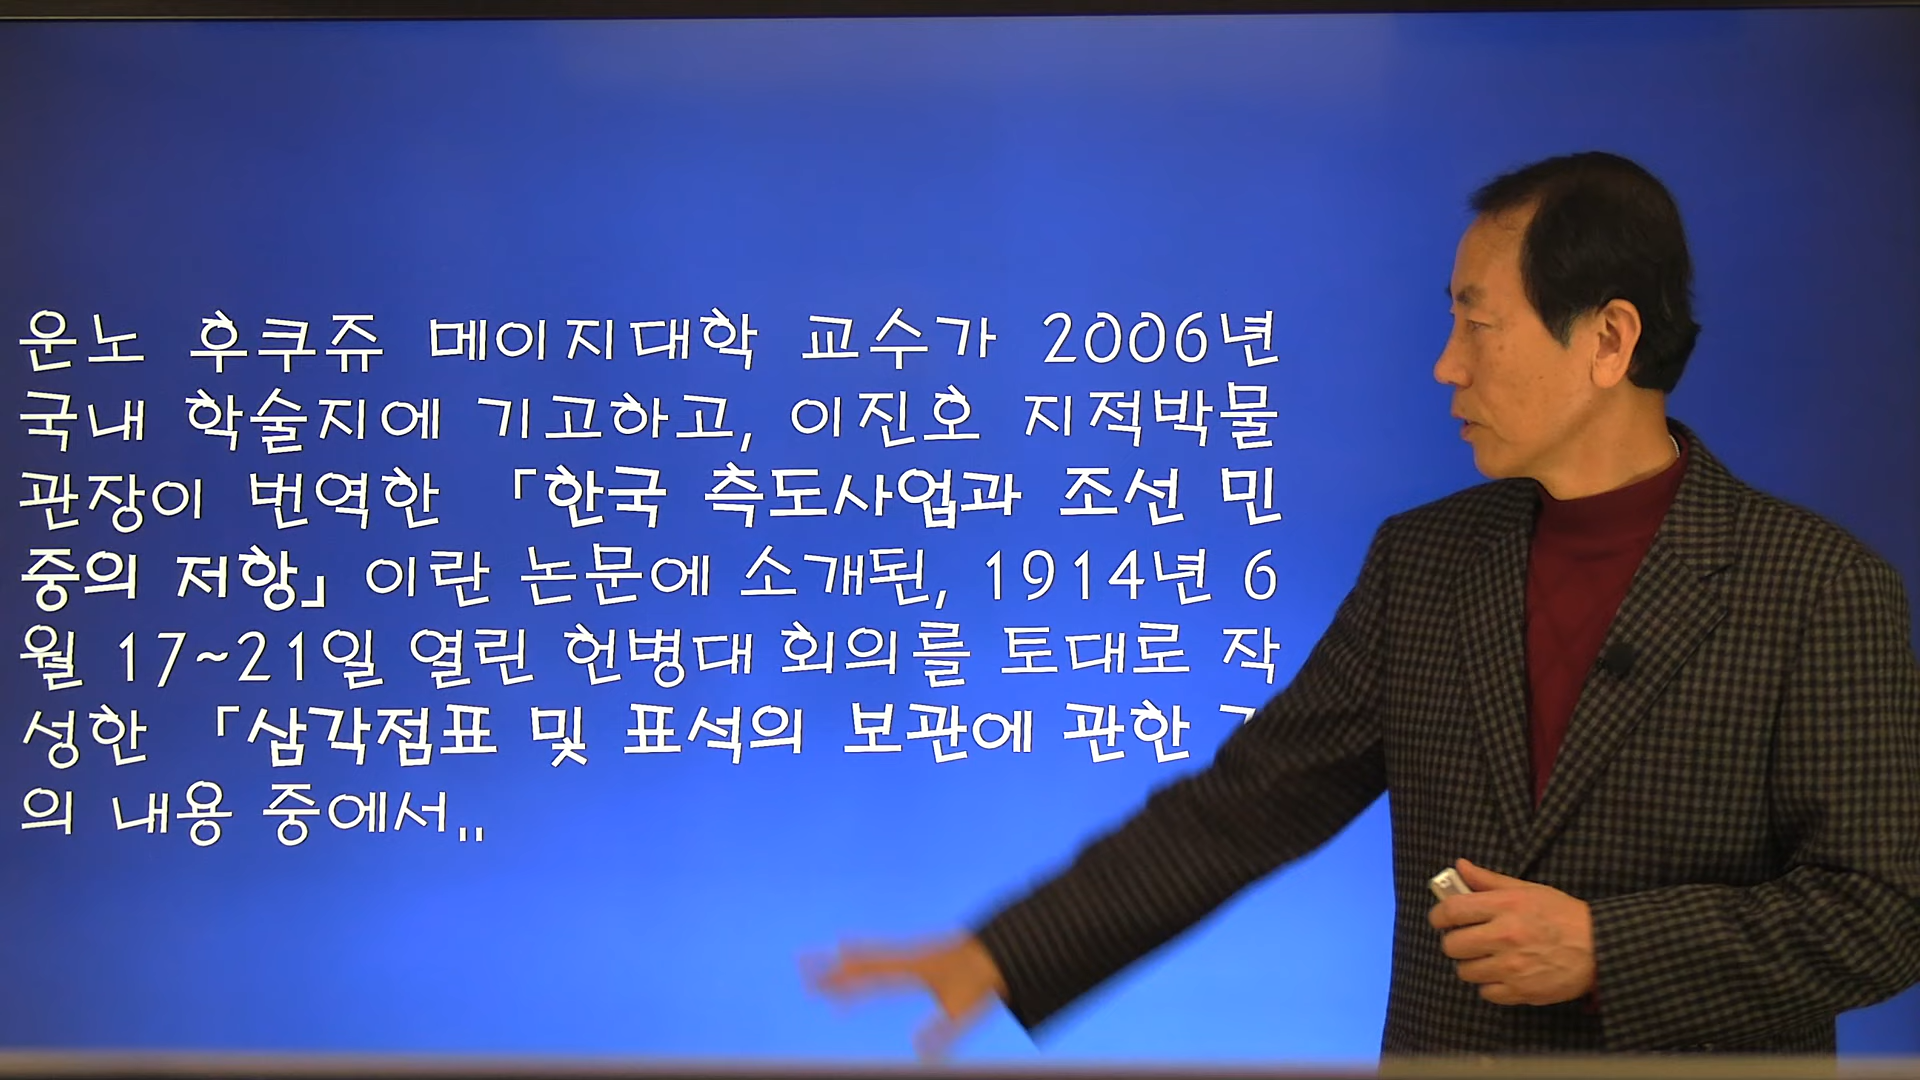 운노 후쿠쥬 메이지대학 교수가 2006년
국내 학술지에 기고하고, 이진호 지적박물
관장이 번역한 「한국 측도사업과 조선 민
중의 저항」이란 논문에 소개된, 1914년 6
월 17~21일 열린 헌병대 회의를 토대로 작
성한 「삼각점표 및 표석의 보관에 관한
의 내용 중에서..